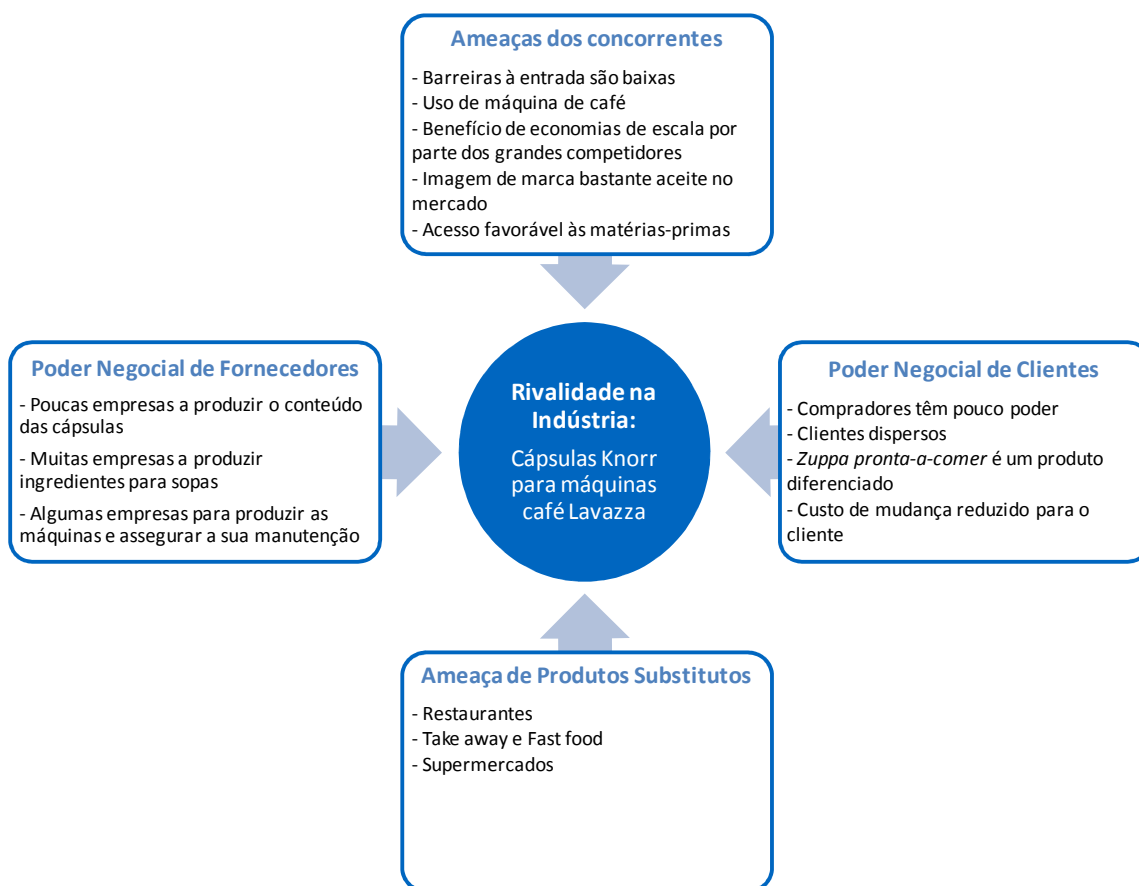 Ameaças dos concorrentes
- Barreiras à entrada são baixas
- Uso de máquina de café
- Benefício de economias de escala por
parte dos grandes competidores
- Imagem de marca bastante aceite no
mercado
- Acesso favorável às matérias-primas
Poder Negocial de Fornecedores
- Poucas empresas a produzir o conteúdo
das cápsulas
- Muitas empresas a produzir
ingredientes para sopas
- Algumas empresas para produzir as
máquinas e assegurar a sua manutenção
Rivalidade na
Indústria:
Cápsulas Knorr
para máquinas
café Lavazza
Poder Negocial de Clientes
- Compradores têm pouco poder
- Clientes dispersos
- Zuppa pronta-a-comer é um produto
diferenciado
- Custo de mudança reduzido para o
cliente
Ameaça de Produtos Substitutos
- Restaurantes
- Take away e Fast food
- Supermercados